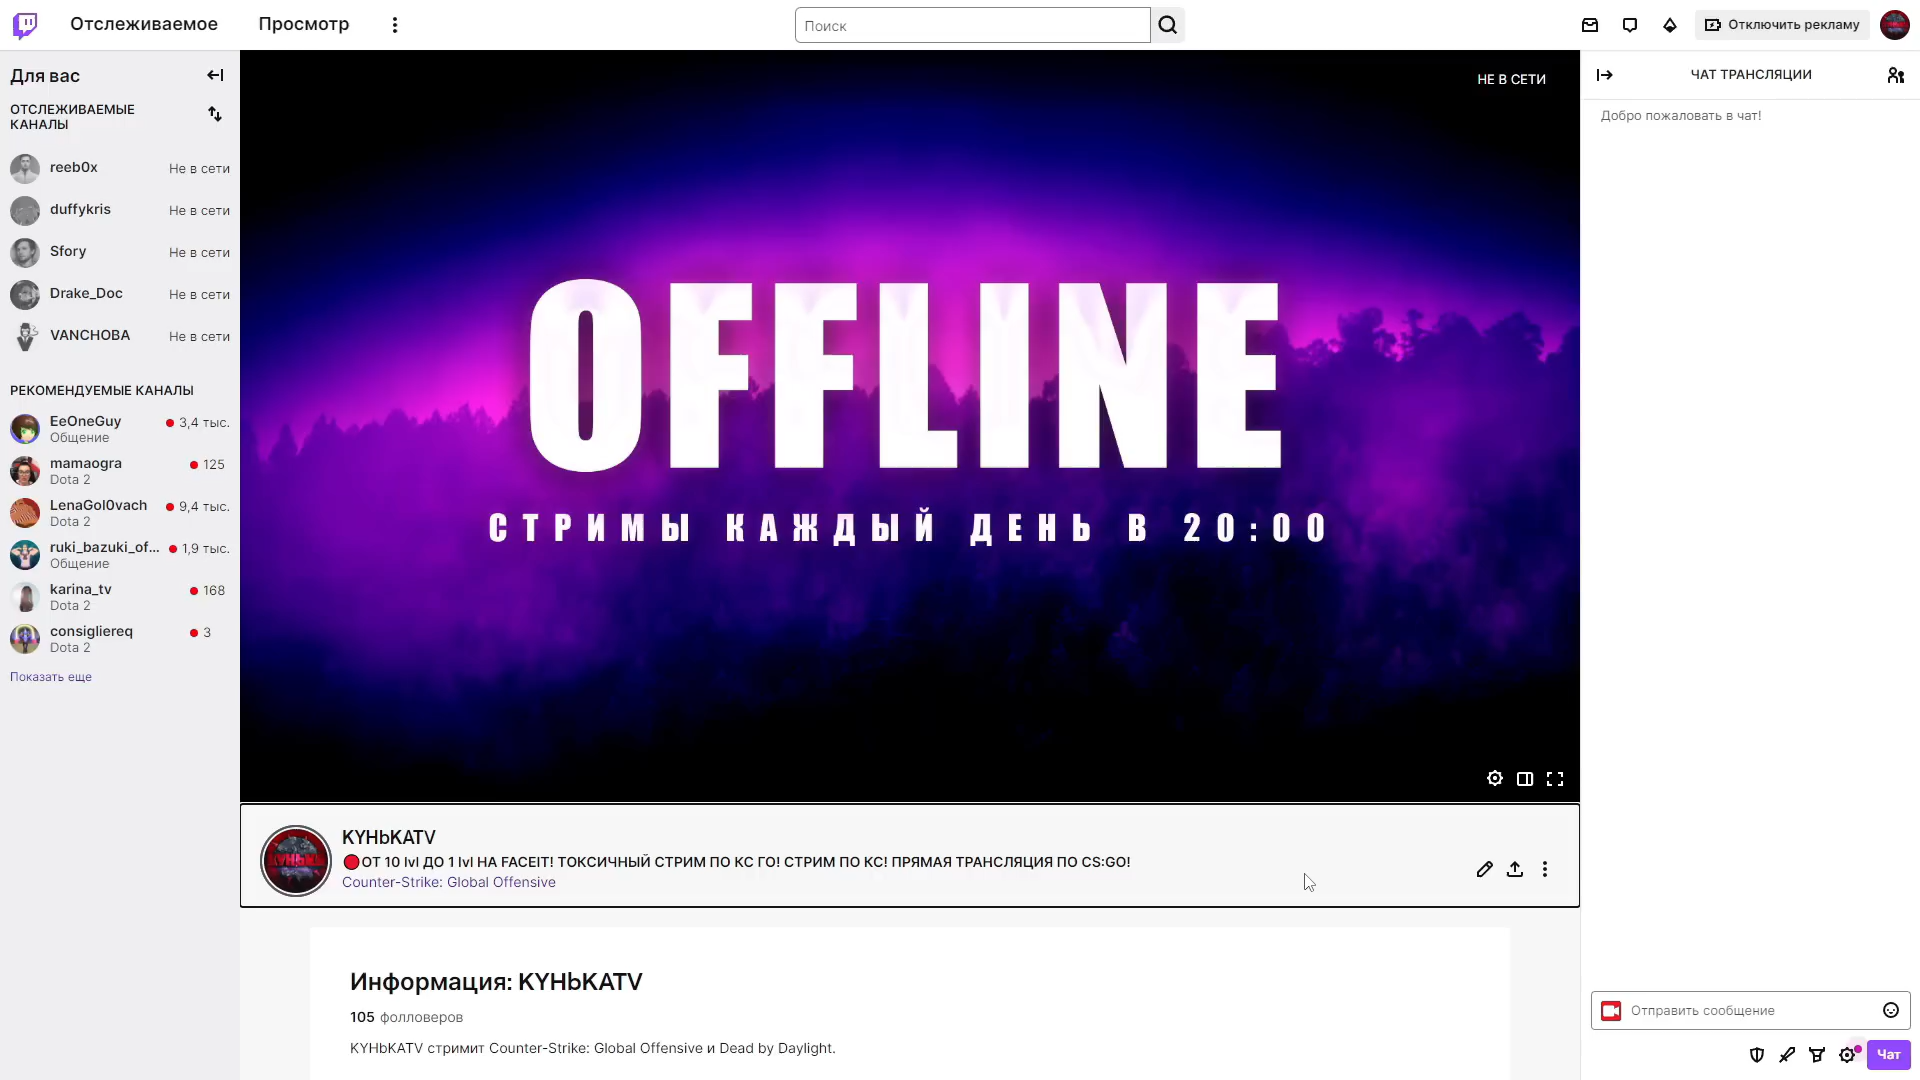 Отслеживаемое
Просмотр
Поиск
Отключить рекламу
Для вас
ОТСЛЕЖИВАЕМЫЕ
КАНАЛЫ
reeb0x Не в сети
duffykris Не в сети
Sfory Не в сети
Drake_Doc Не в сети
VANCHOBA Не в сети
РЕКОМЕНДУЕМЫЕ КАНАЛЫ
EeOneGuy 3,4 тыс.
Общение
mamaogra 125
Dota 2
LenaGol0vach 9,4 тыс.
Dota 2
ruki_bazuki_of... 1,9 тыс.
Общение
karina_tv 168
Dota 2
consigliereq 3
Dota 2
Показать еще
НЕ В СЕТИ
OFFLINE
СТРИМЫ КАЖДЫЙ ДЕНЬ В 20:00
KYHbKATV
ОТ 10 lvl ДО 1 lvl НА FACEIT! ТОКСИЧНЫЙ СТРИМ ПО КС ГО! СТРИМ ПО КС! ПРЯМАЯ ТРАНСЛЯЦИЯ ПО CS:GO!
Counter-Strike: Global Offensive
Информация: KYHbKATV
105 фолловеров
KYHbKATV стримит Counter-Strike: Global Offensive и Dead by Daylight.
ЧАТ ТРАНСЛЯЦИИ
Добро пожаловать в чат!
Отправить сообщение
Чат